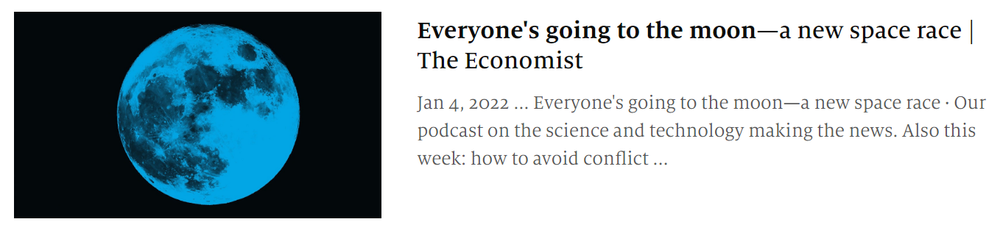 Everyone's going to the moon—a new space race |
The Economist
Jan 4, 2022 ... Everyone's going to the moon—a new space race · Our
podcast on the science and technology making the news. Also this
week: how to avoid conflict ...